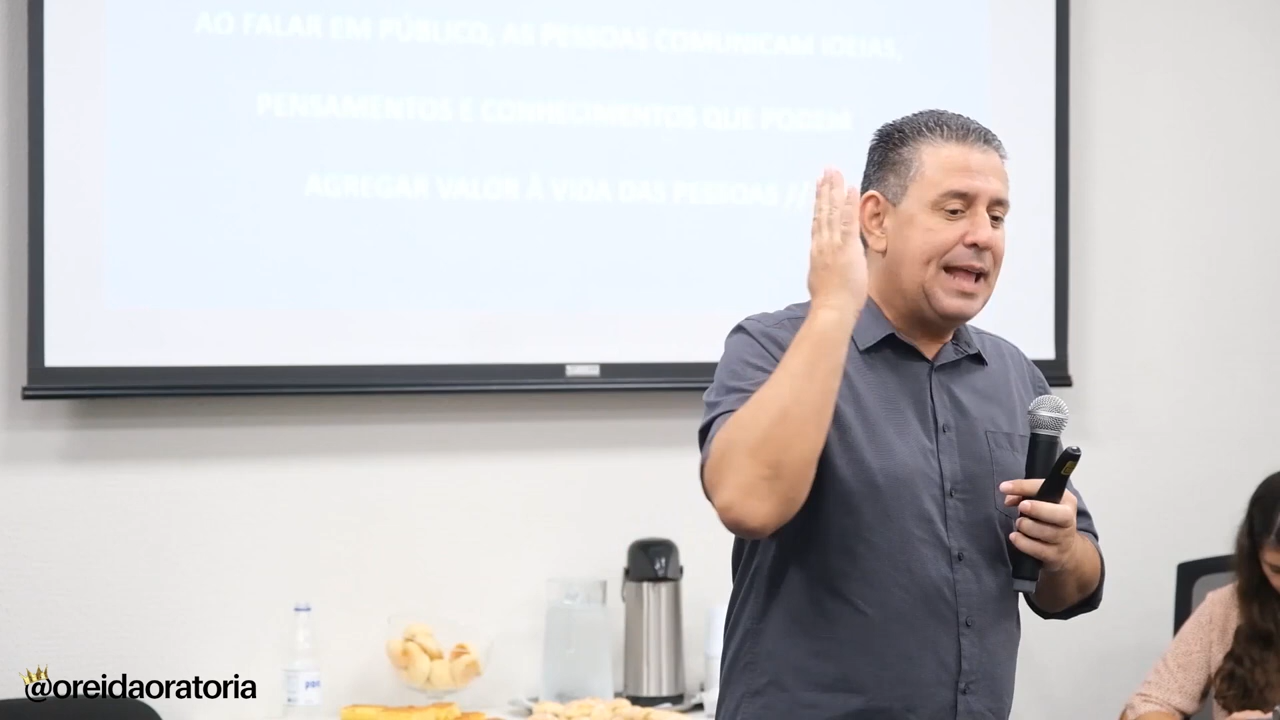 AO FALAR EM PÚBLICO, AS PESSOAS COMUNICAM IDEIAS,
PENSAMENTOS E CONHECIMENTOS QUE PODEM
AGREGAR VALOR À VIDA DAS PESSOAS //
@oreidaoratoria